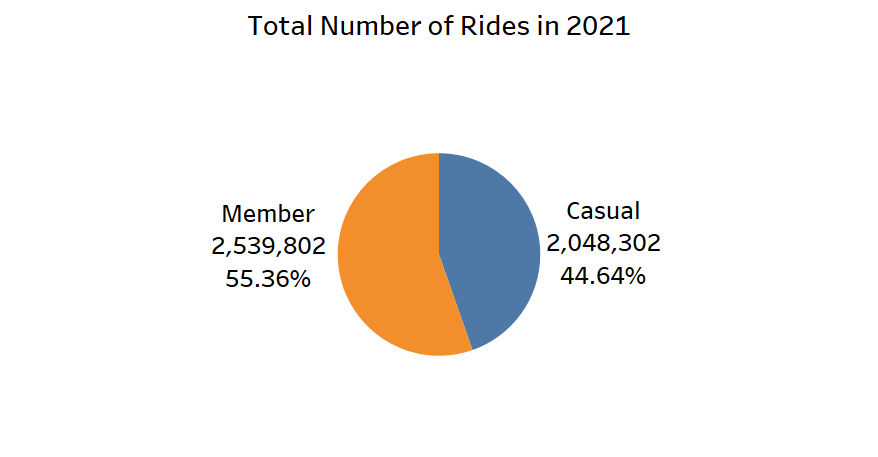 Total Number of Rides in 2021
Member
2,539,802
55.36%
Casual
2,048,302
44.64%